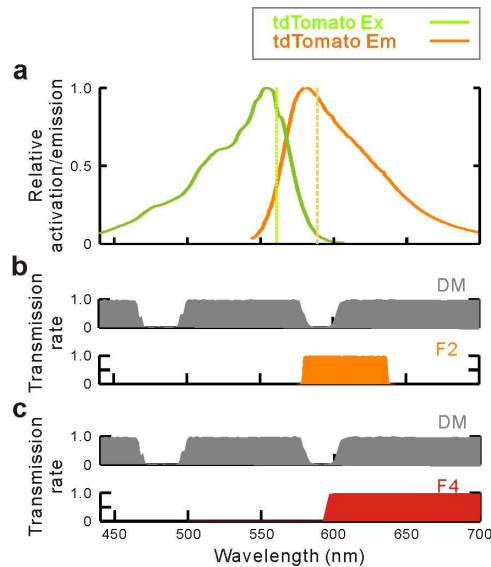 tdTomato Ex
tdTomato Em
a
Relative
activation/emission
1.0
0.5
0
b
Transmission
rate
DM
1.0
0
F2
1.0
0
c
Transmission
rate
DM
1.0
0
F4
1.0
0
450 500 550 600 650 700
Wavelength (nm)